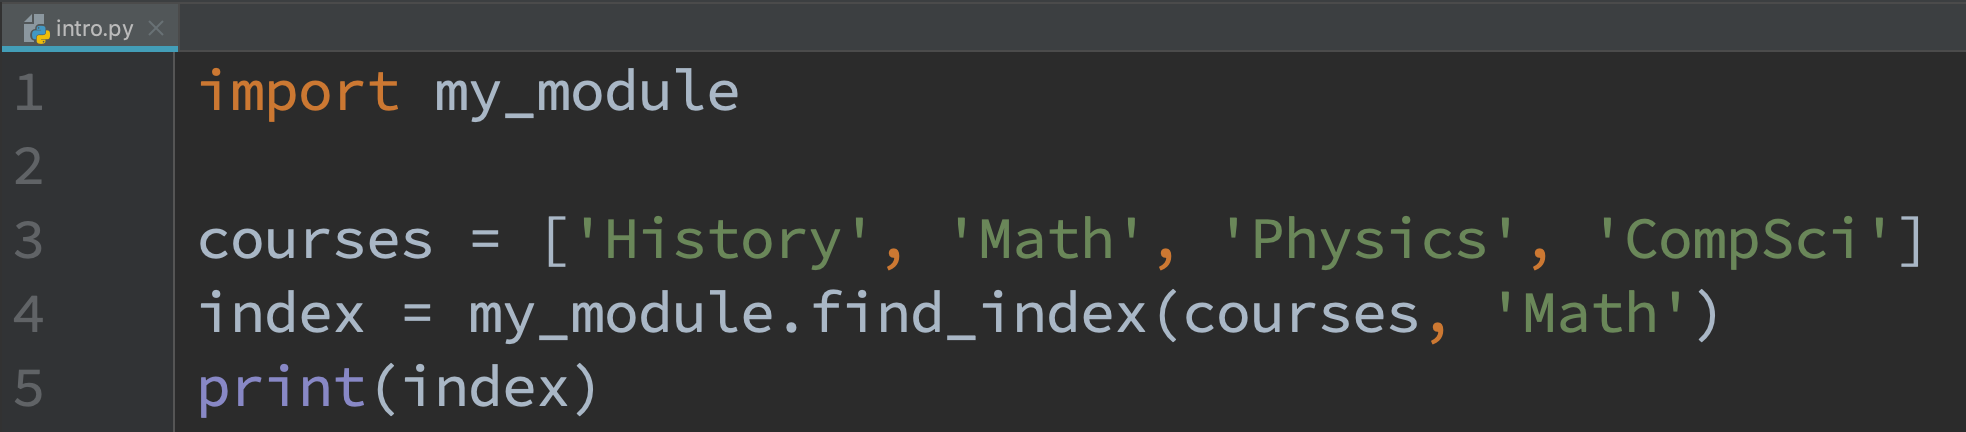 intro.py
1 import my_module
2
3 courses = ['History', 'Math', 'Physics', 'CompSci']
4 index = my_module.find_index(courses, 'Math')
5 print(index)